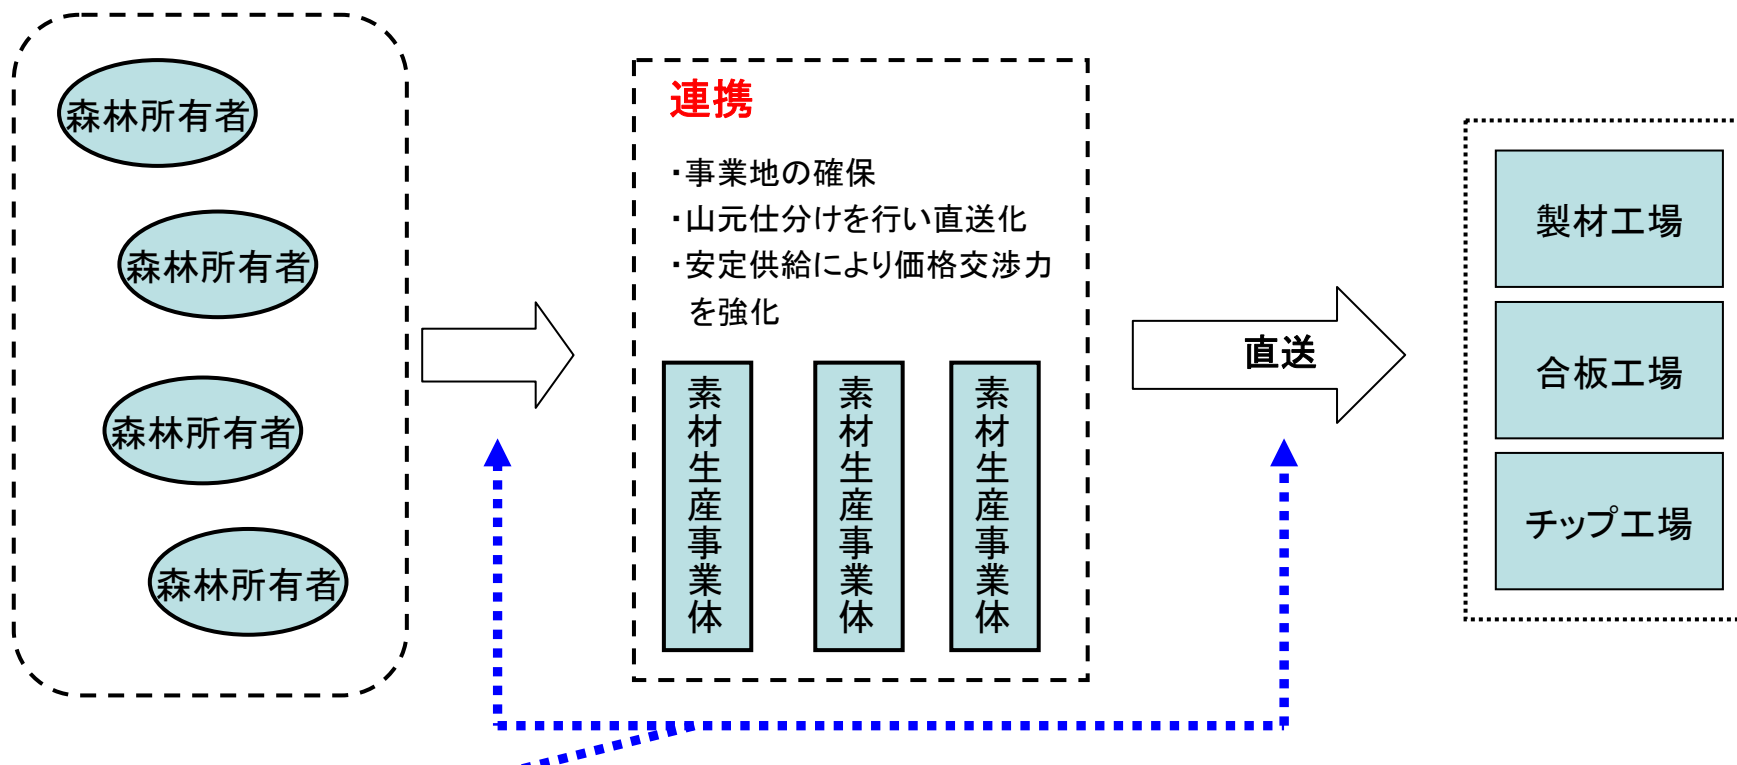 森林所有者
森林所有者
森林所有者
森林所有者
連携
・事業地の確保
・山元仕分けを行い直送化
・安定供給により価格交渉力
を強化
素材生産事業体
素材生産事業体
素材生産事業体
直送
製材工場
合板工場
チップ工場